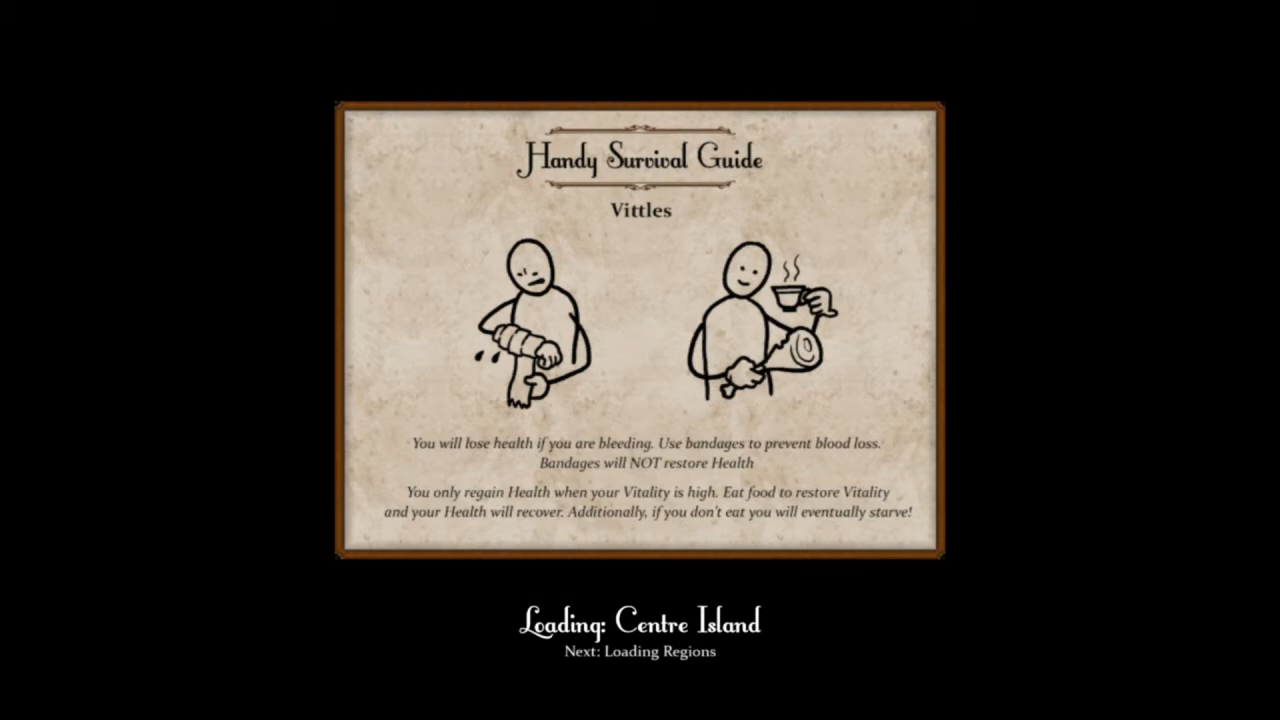 Handy Survival Guide
Vittles
You will lose health if you are bleeding. Use bandages to prevent blood loss.
Bandages will NOT restore Health
You only regain Health when your Vitality is high. Eat food to restore Vitality
and your Health will recover. Additionally, if you don't eat you will eventually starve!
Loading: Centre Island
Next: Loading Regions